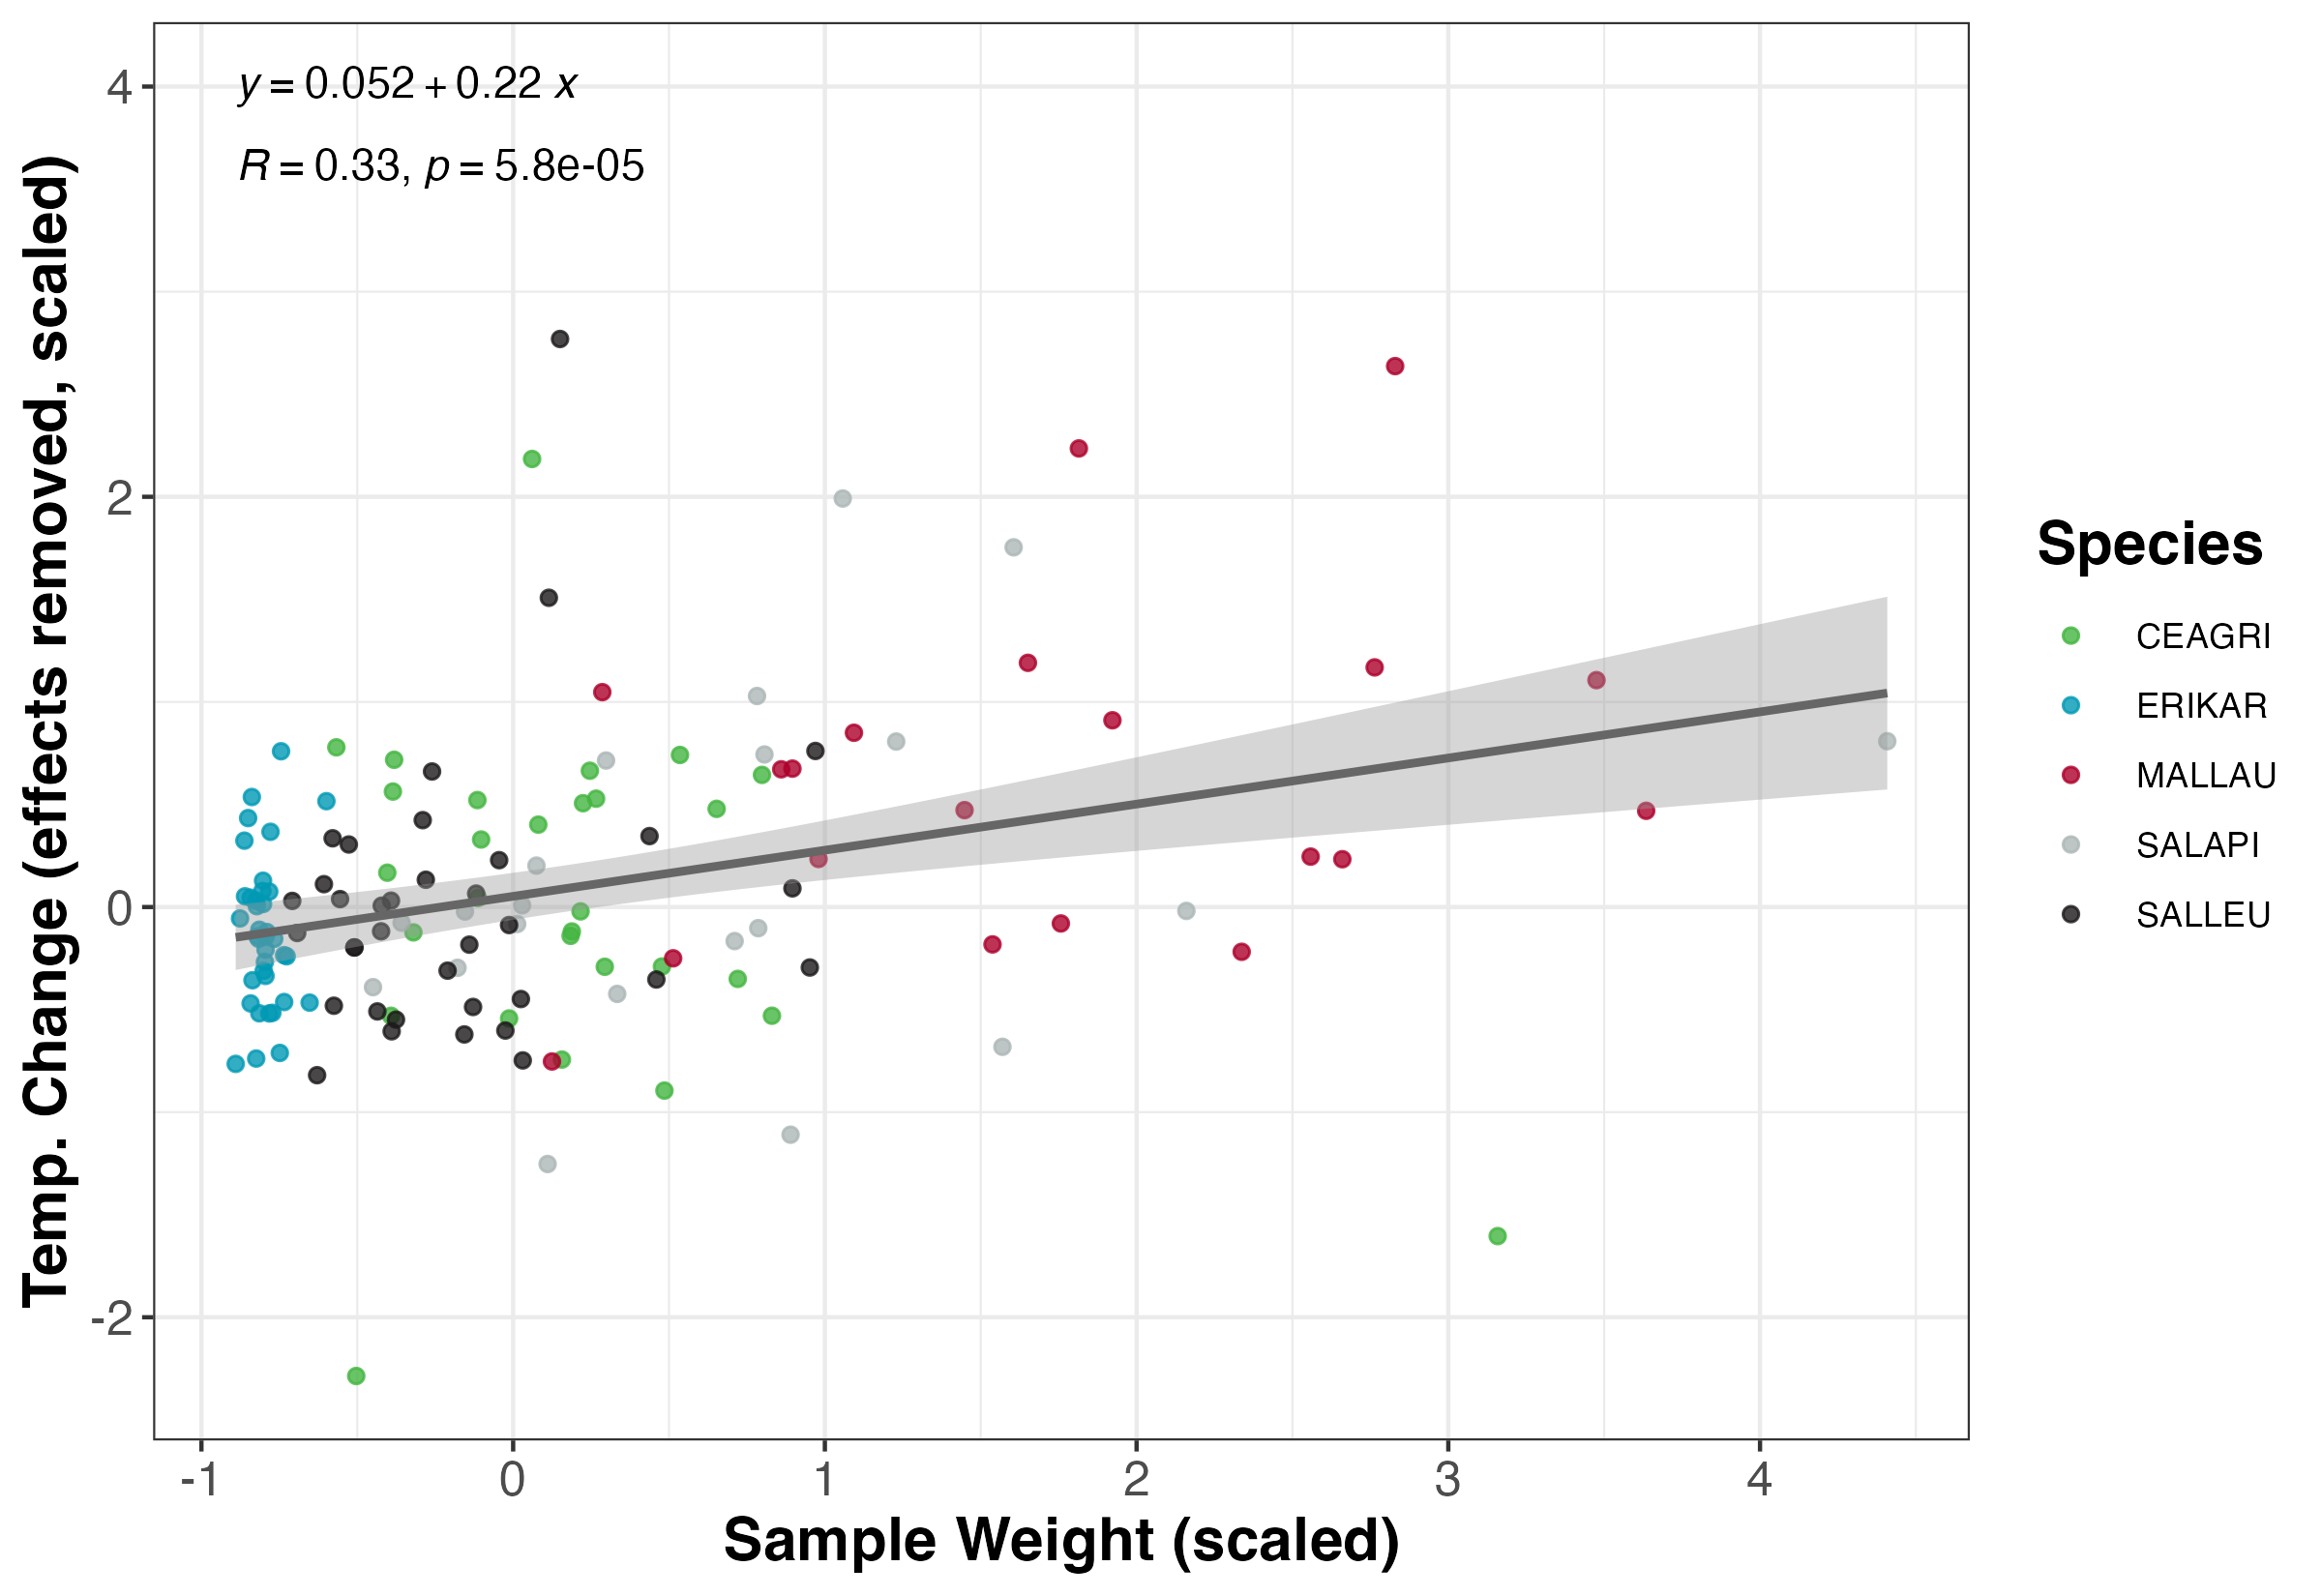 y = 0.052 + 0.22 x
R = 0.33, p = 5.8e-05
4
2
0
-2
-1 0 1 2 3 4
Sample Weight (scaled)
Temp. Change (effects removed, scaled)
Species
CEAGRI
ERIKAR
MALLAU
SALAPI
SALLEU